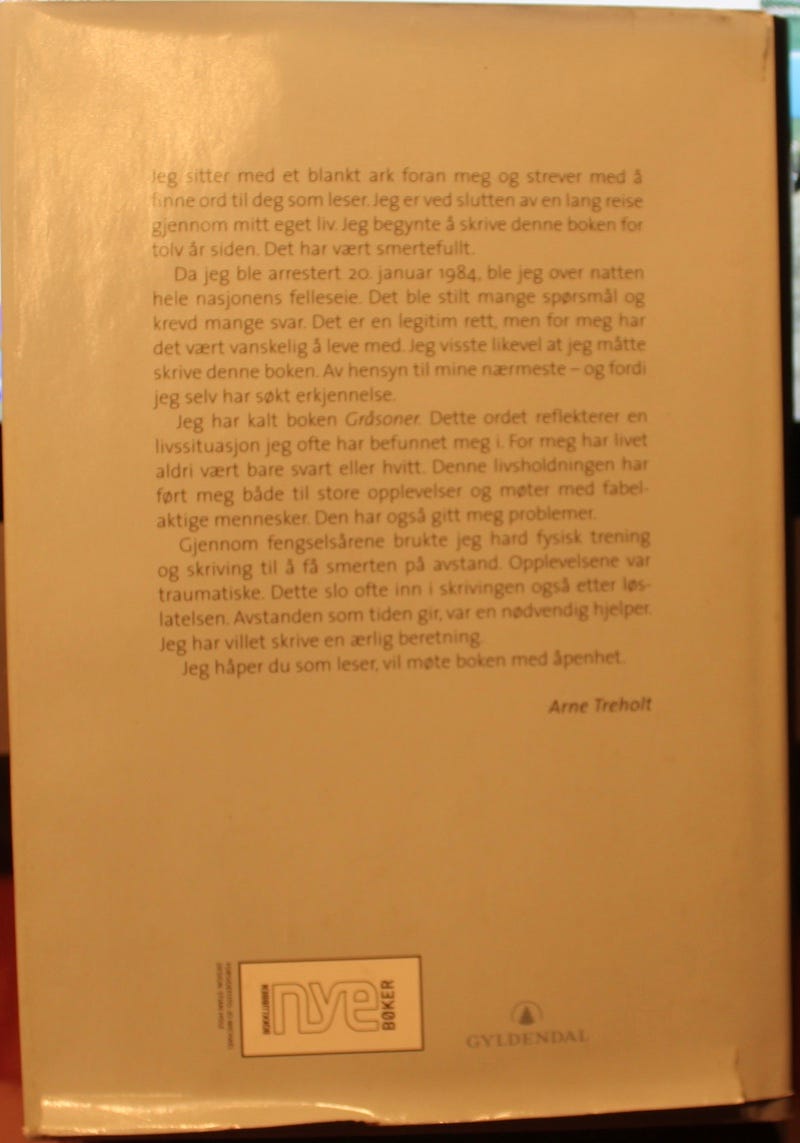 Jeg sitter med et blankt ark foran meg og strever med å
finne ord til deg som leser. Jeg er ved slutten av en lang reise
gjennom mitt eget liv. Jeg begynte å skrive denne boken for
tolv år siden. Det har vært smertefullt.
Da jeg ble arrestert 20. januar 1984, ble jeg over natten
hele nasjonens felleseie. Det ble stilt mange spørsmål og
krevd mange svar. Det er en legitim rett, men for meg har
det vært vanskelig å leve med. Jeg visste likevel at jeg måtte
skrive denne boken. Av hensyn til mine nærmeste – og fordi
jeg selv har søkt erkjennelse.
Jeg har kalt boken Gråsoner. Dette ordet reflekterer en
livssituasjon jeg ofte har befunnet meg i. For meg har livet
aldri vært bare svart eller hvitt. Denne livsholdningen har
ført meg både til store opplevelser og møter med fabel-
aktige mennesker. Den har også gitt meg problemer.
Gjennom fengselsårene brukte jeg hard fysisk trening
og skriving til å få smerten på avstand. Opplevelsene var
traumatiske. Dette slo ofte inn i skrivingen også etter løs-
latelsen. Avstanden som tiden gir, var en nødvendig hjelper.
Jeg har villet skrive en ærlig beretning.
Jeg håper du som leser, vil møte boken med åpenhet.
Arne Treholt
BOKKLUBBEN
nye
BØKER
GYLDENDAL